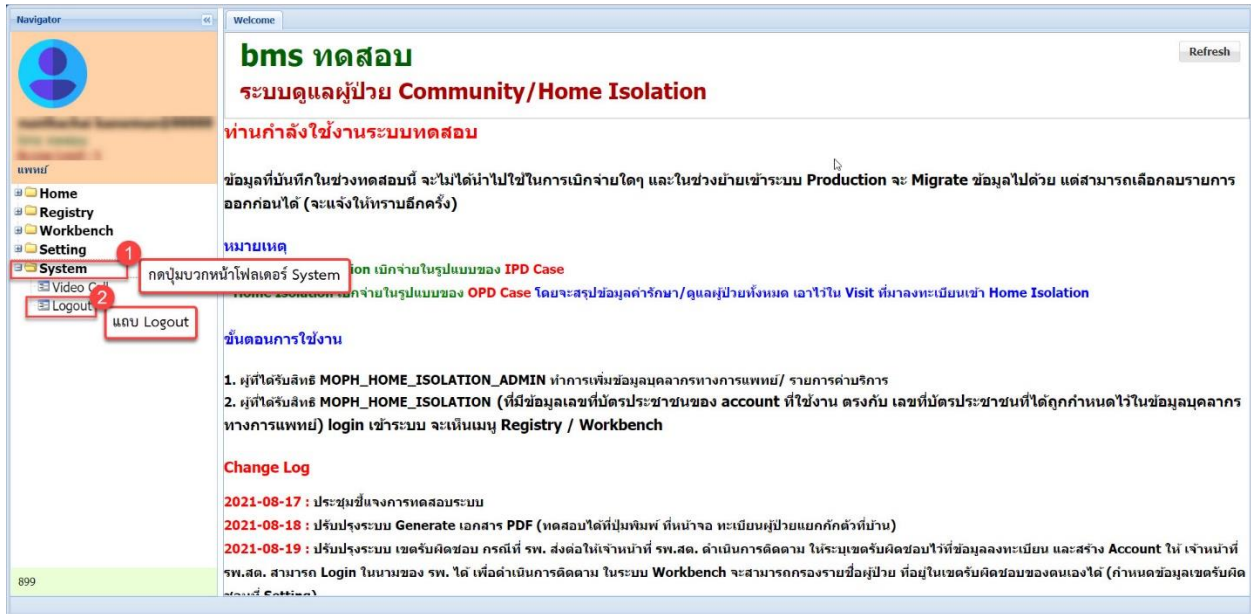 Navigator
Welcome
bms ทดสอบ
Refresh
ระบบดูแลผู้ป่วย Community/Home Isolation
ท่านกำลังใช้งานระบบทดสอบ
แพทย์
ข้อมูลที่บันทึกในช่วงทดสอบนี้ จะไม่ได้นำไปใช้ในการเบิกจ่ายใดๆ และในช่วงย้ายเข้าระบบ Production จะ Migrate ข้อมูลไปด้วย แต่สามารถเลือกลบรายการ
ออกก่อนได้ (จะแจ้งให้ทราบอีกครั้ง)
Home
Registry
Workbench
Setting
System
Video Call
Logout
1
กดปุ่มบวกหน้าโฟลเดอร์ System
2
แถบ Logout
หมายเหตุ
เบิกจ่ายในรูปแบบของ IPD Case
Home Isolation เบิกจ่ายในรูปแบบของ OPD Case โดยจะสรุปข้อมูลค่ารักษา/ดูแลผู้ป่วยทั้งหมด เอาไว้ใน Visit ที่มาลงทะเบียนเข้า Home Isolation
ขั้นตอนการใช้งาน
1. ผู้ที่ได้รับสิทธิ MOPH_HOME_ISOLATION_ADMIN ทำการเพิ่มข้อมูลบุคลากรทางการแพทย์/ รายการค่าบริการ
2. ผู้ที่ได้รับสิทธิ MOPH_HOME_ISOLATION (ที่มีข้อมูลเลขที่บัตรประชาชนของ account ที่ใช้งาน ตรงกับ เลขที่บัตรประชาชนที่ได้ถูกกำหนดไว้ในข้อมูลบุคลากร
ทางการแพทย์) login เข้าระบบ จะเห็นเมนู Registry / Workbench
Change Log
2021-08-17 : ประชุมชี้แจงการทดสอบระบบ
2021-08-18 : ปรับปรุงระบบ Generate เอกสาร PDF (ทดสอบได้ที่ปุ่มพิมพ์ ที่หน้าจอ ทะเบียนผู้ป่วยแยกกักตัวที่บ้าน)
2021-08-19 : ปรับปรุงระบบ เขตรับผิดชอบ กรณีที่ รพ. ส่งต่อให้เจ้าหน้าที่ รพ.สต. ดำเนินการติดตาม ให้ระบุเขตรับผิดชอบไว้ที่ข้อมูลลงทะเบียน และสร้าง Account ให้ เจ้าหน้าที่
รพ.สต. สามารถ Login ในนามของ รพ. ได้ เพื่อดำเนินการติดตาม ในระบบ Workbench จะสามารถกรองรายชื่อผู้ป่วย ที่อยู่ในเขตรับผิดชอบของตนเองได้ (กำหนดข้อมูลเขตรับผิด
ชอบที่ Setting)
899